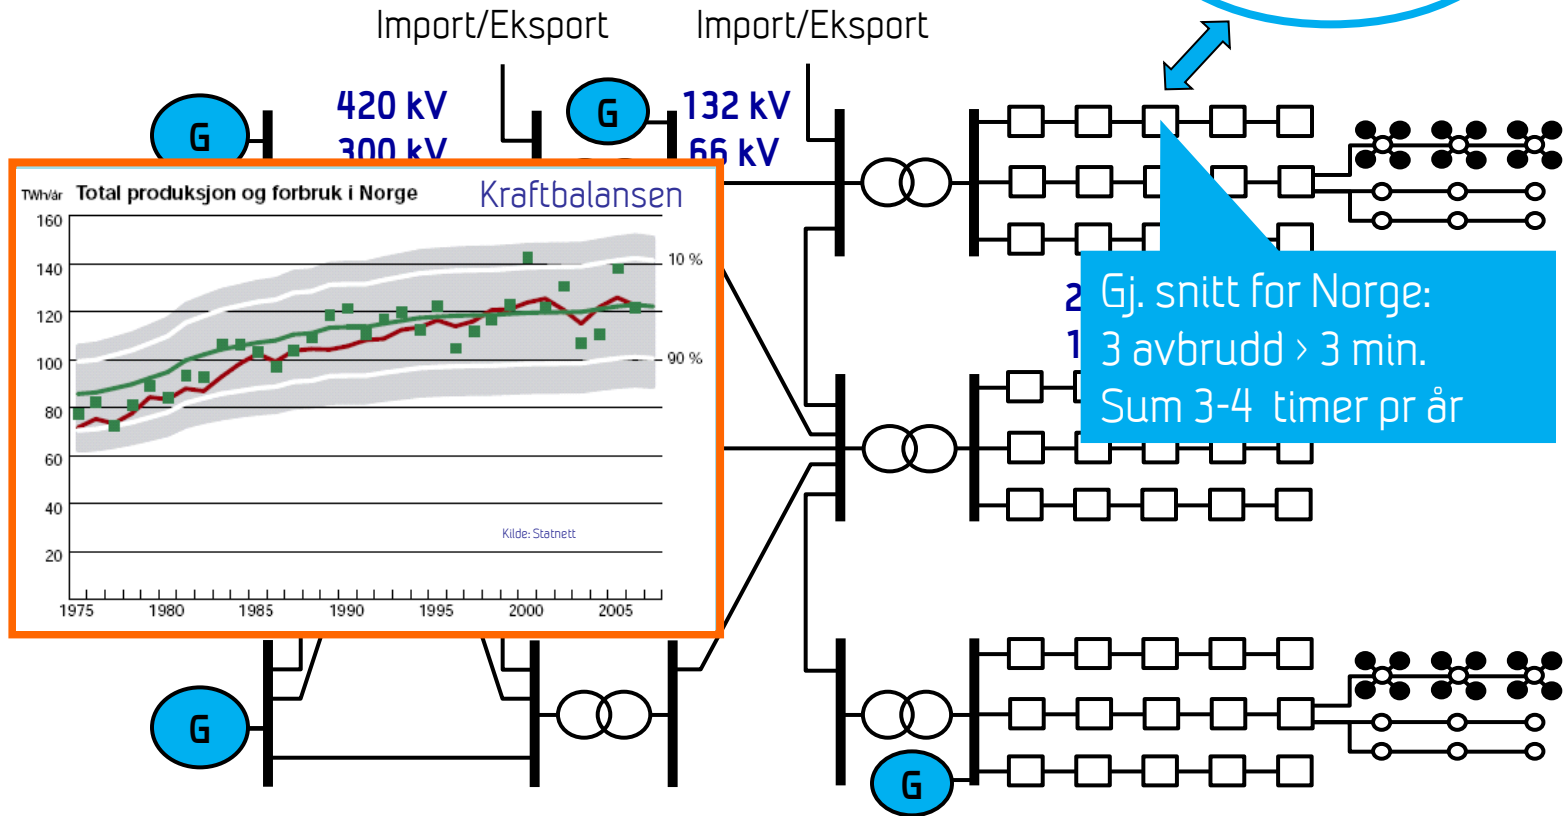 Import/Eksport
Import/Eksport
G
420 kV
300 kV
G
132 kV
66 kV
TWh/år
Total produksjon og forbruk i Norge
Kraftbalansen
160
140
120
100
80
60
40
20
10 %
90 %
Kilde: Statnett
1975
1980
1985
1990
1995
2000
2005
2
1
Gj. snitt for Norge:
3 avbrudd > 3 min.
Sum 3-4 timer pr år
G
G